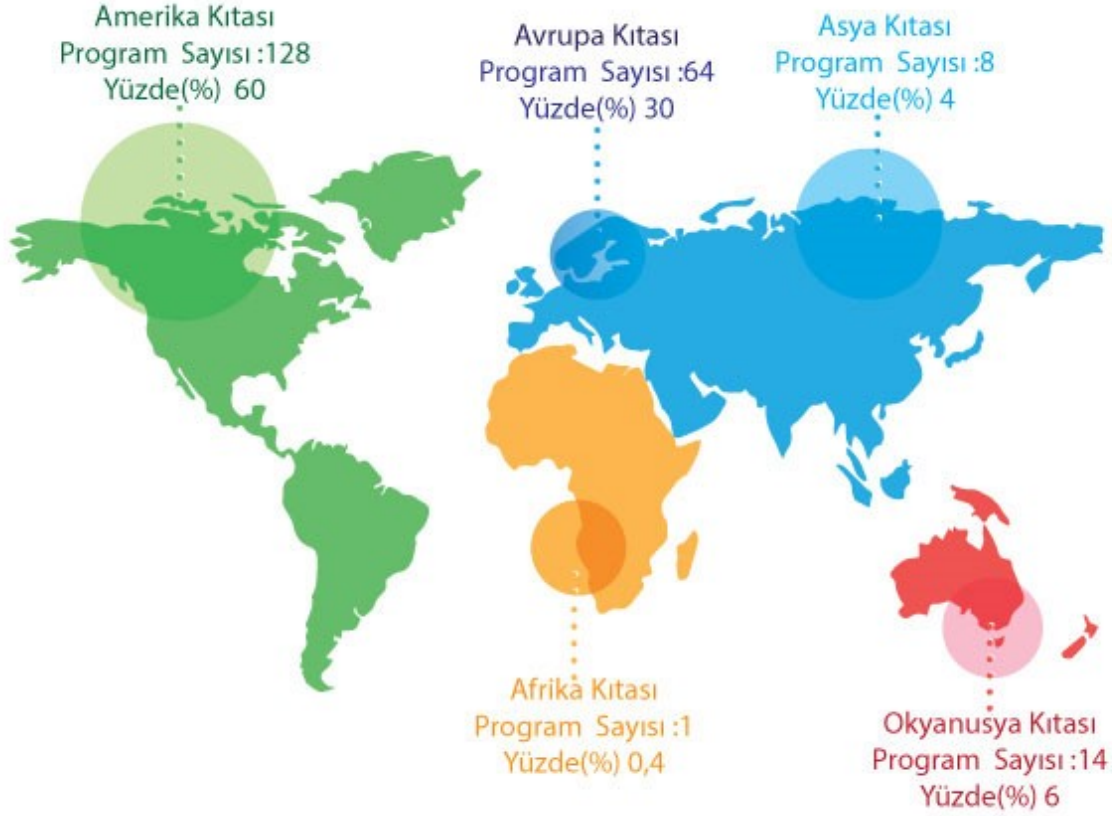 Amerika Kıtası
Program Sayısı :128
Yüzde(%) 60
Avrupa Kıtası
Program Sayısı :64
Yüzde(%) 30
Asya Kıtası
Program Sayısı :8
Yüzde(%) 4
Afrika Kıtası
Program Sayısı :1
Yüzde(%) 0,4
Okyanusya Kıtası
Program Sayısı :14
Yüzde(%) 6